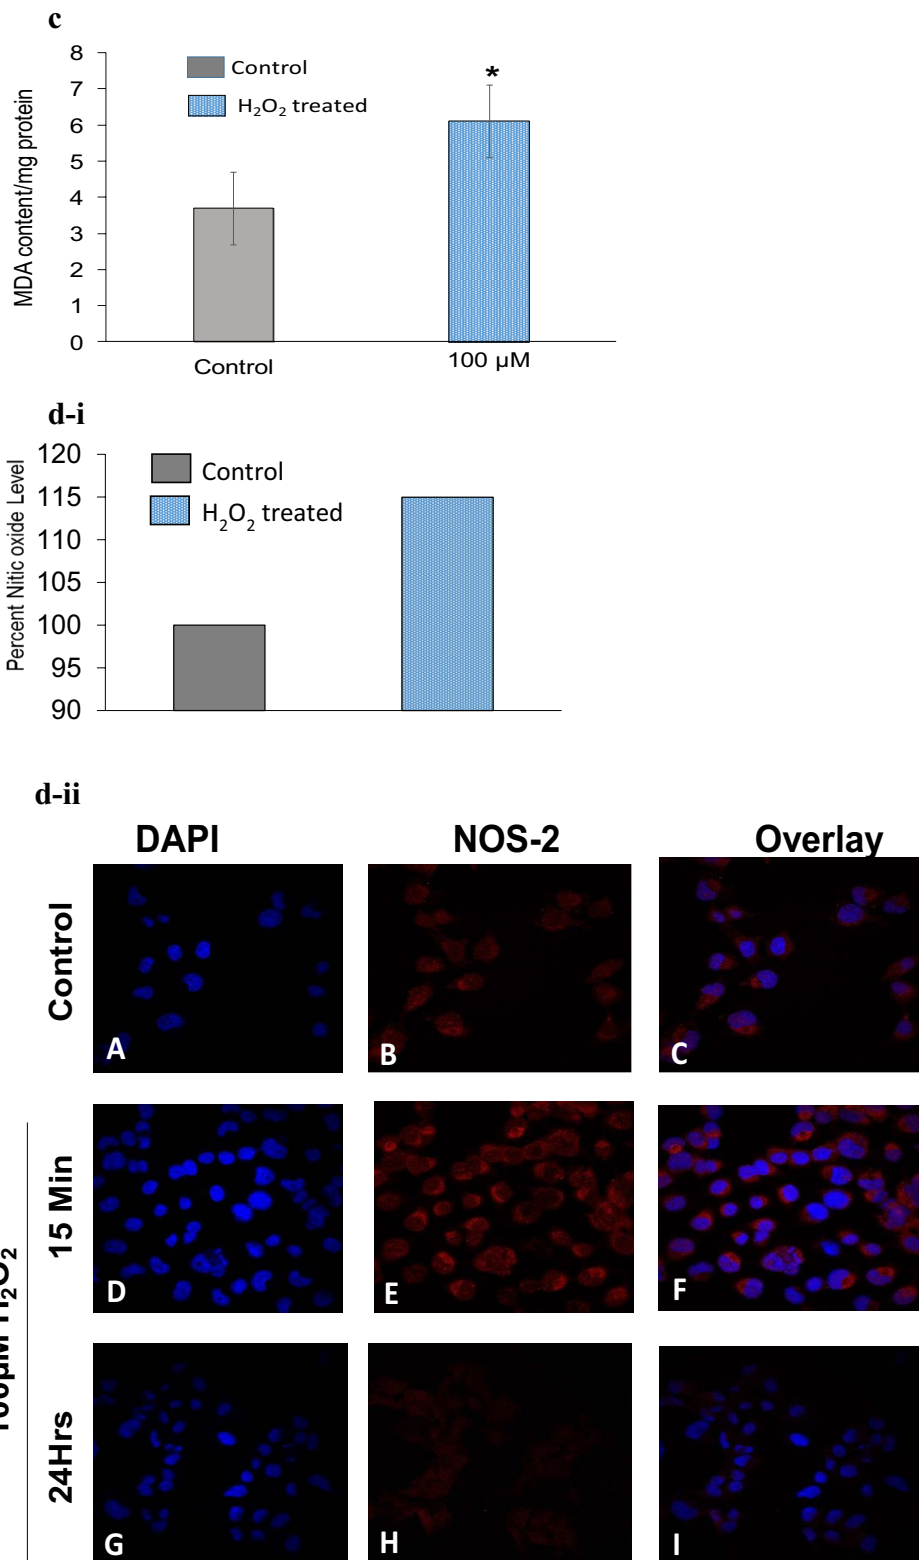 c
8
7
6
5
4
3
2
1
0
MDA content/mg protein
Control
H₂O₂ treated
*
Control
100 µM
d-i
120
115
110
105
100
95
90
Percent Nitic oxide Level
Control
H₂O₂ treated
d-ii
DAPI NOS-2 Overlay
Control
A B C
100µM H₂O₂
15 Min
D E F
24Hrs
G H I